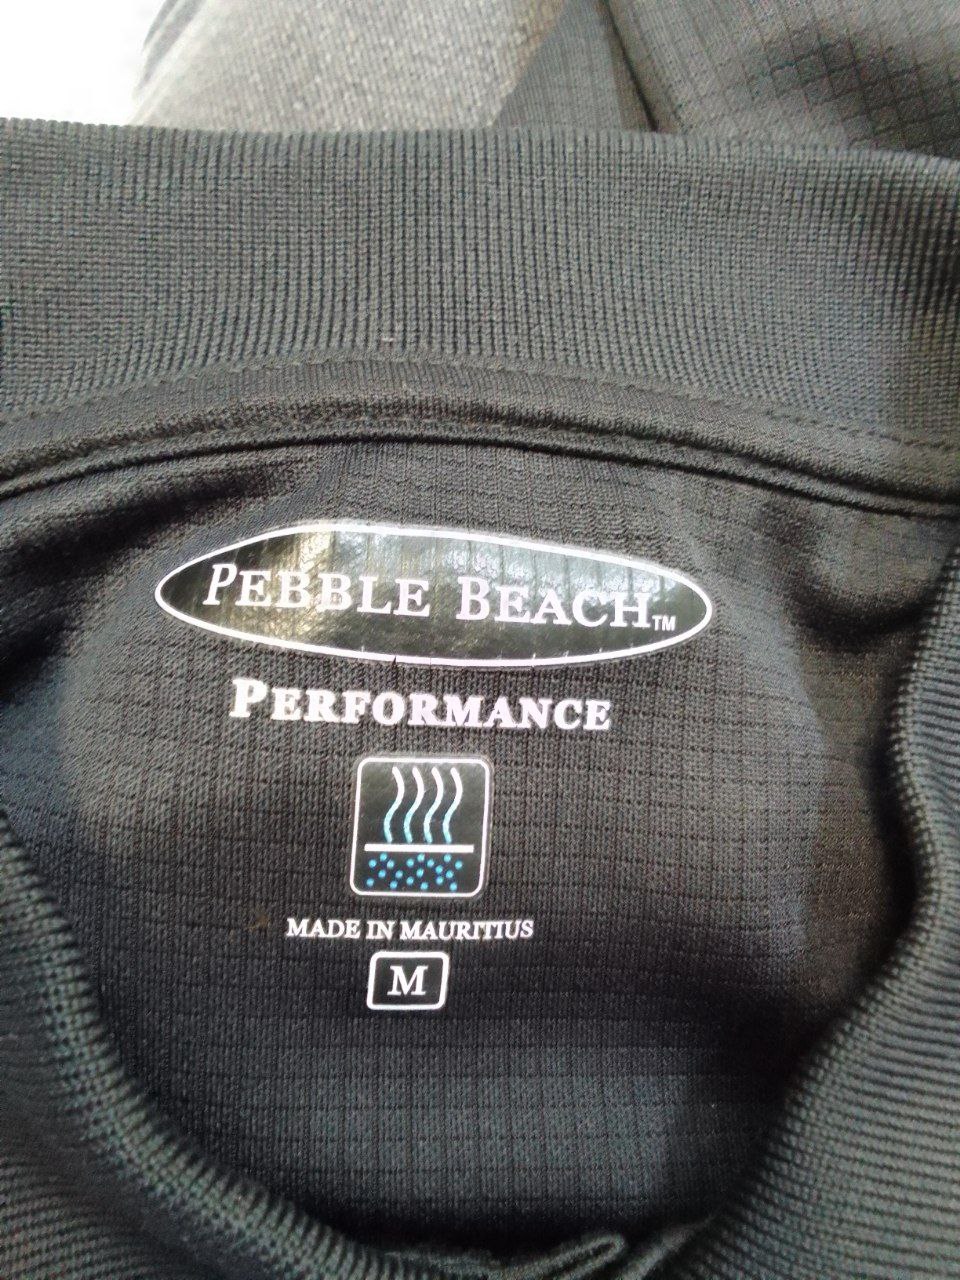 PEBBLE BEACH™
PERFORMANCE
MADE IN MAURITIUS
M